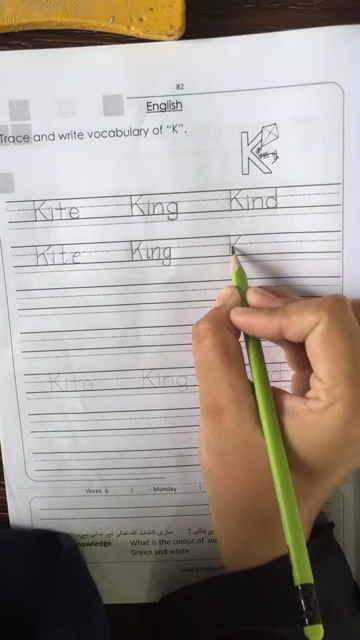 82
English
Trace and write vocabulary of "K".
K
Kite King Kind
Kite King K
Kite King
Week 6 | Monday |
What is the colour of
Green and white